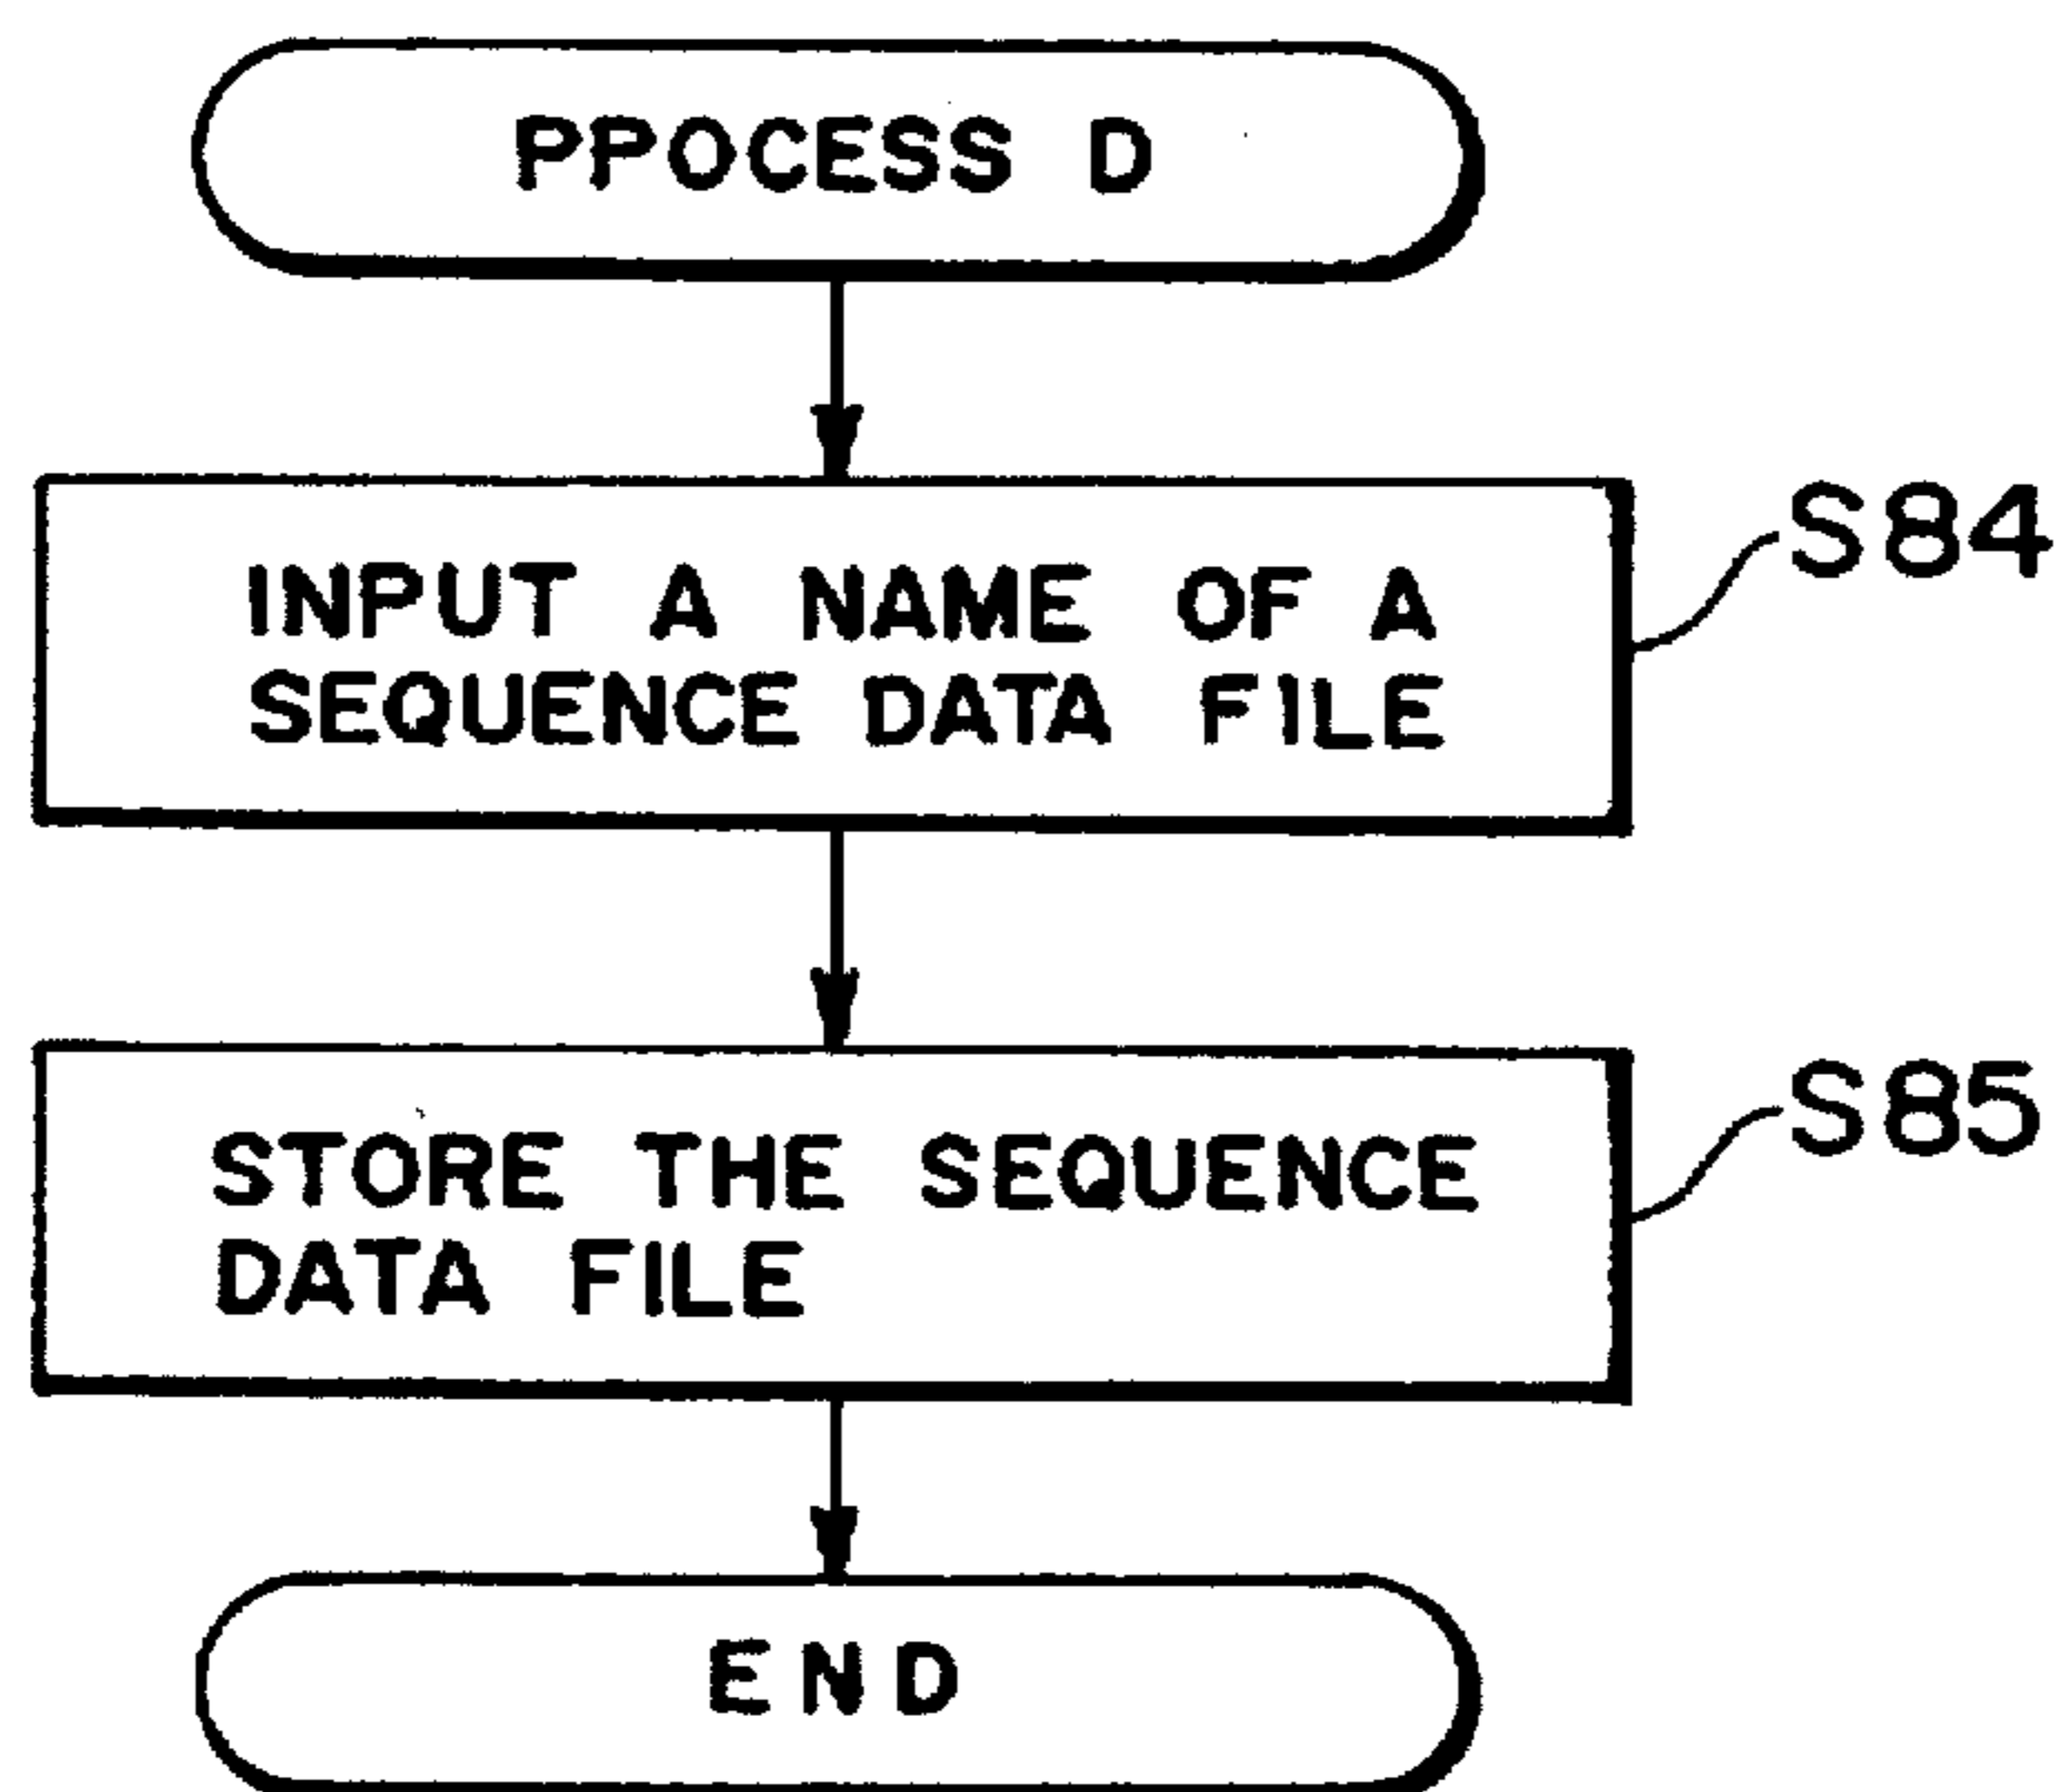 PPOCESS D
INPUT A NAME OF A
SEQUENCE DATA FILE
S84
STORE THE SEQUENCE
DATA FILE
S85
END